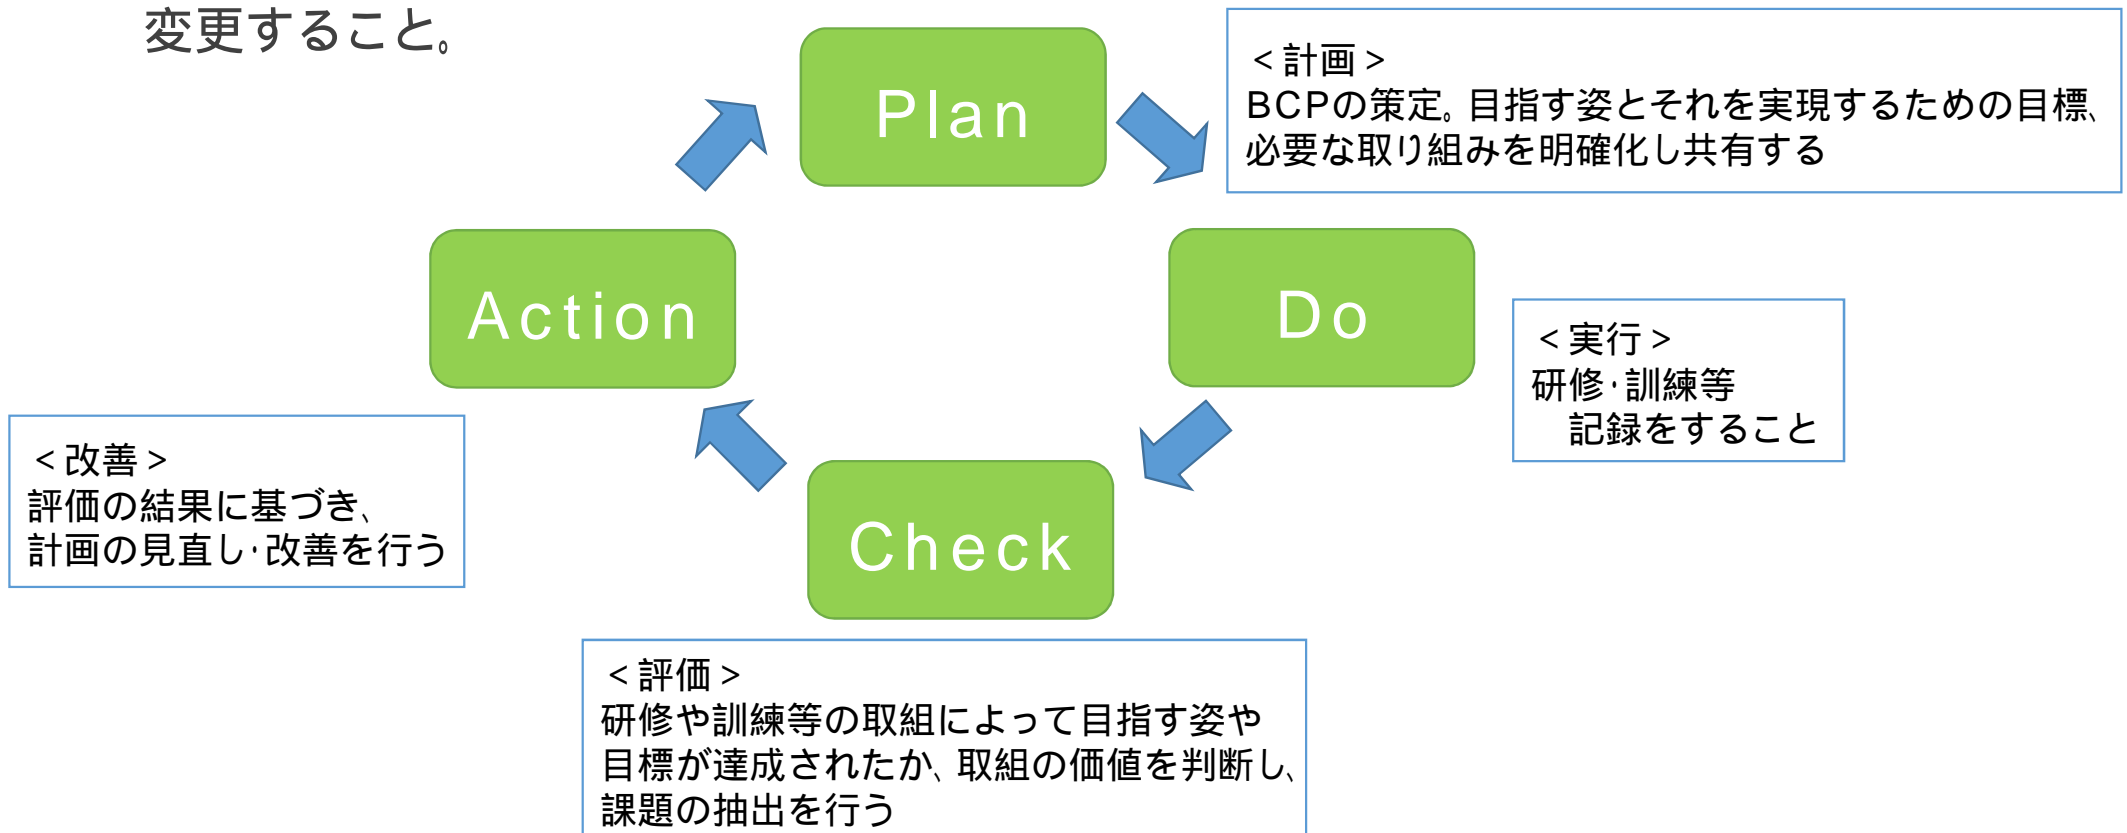 変更すること。
Plan
＜計画＞
BCPの策定。目指す姿とそれを実現するための目標、
必要な取り組みを明確化し共有する
Action
Do
＜実行＞
研修・訓練等
　記録をすること
＜改善＞
評価の結果に基づき、
計画の見直し・改善を行う
Check
＜評価＞
研修や訓練等の取組によって目指す姿や
目標が達成されたか、取組の価値を判断し、
課題の抽出を行う